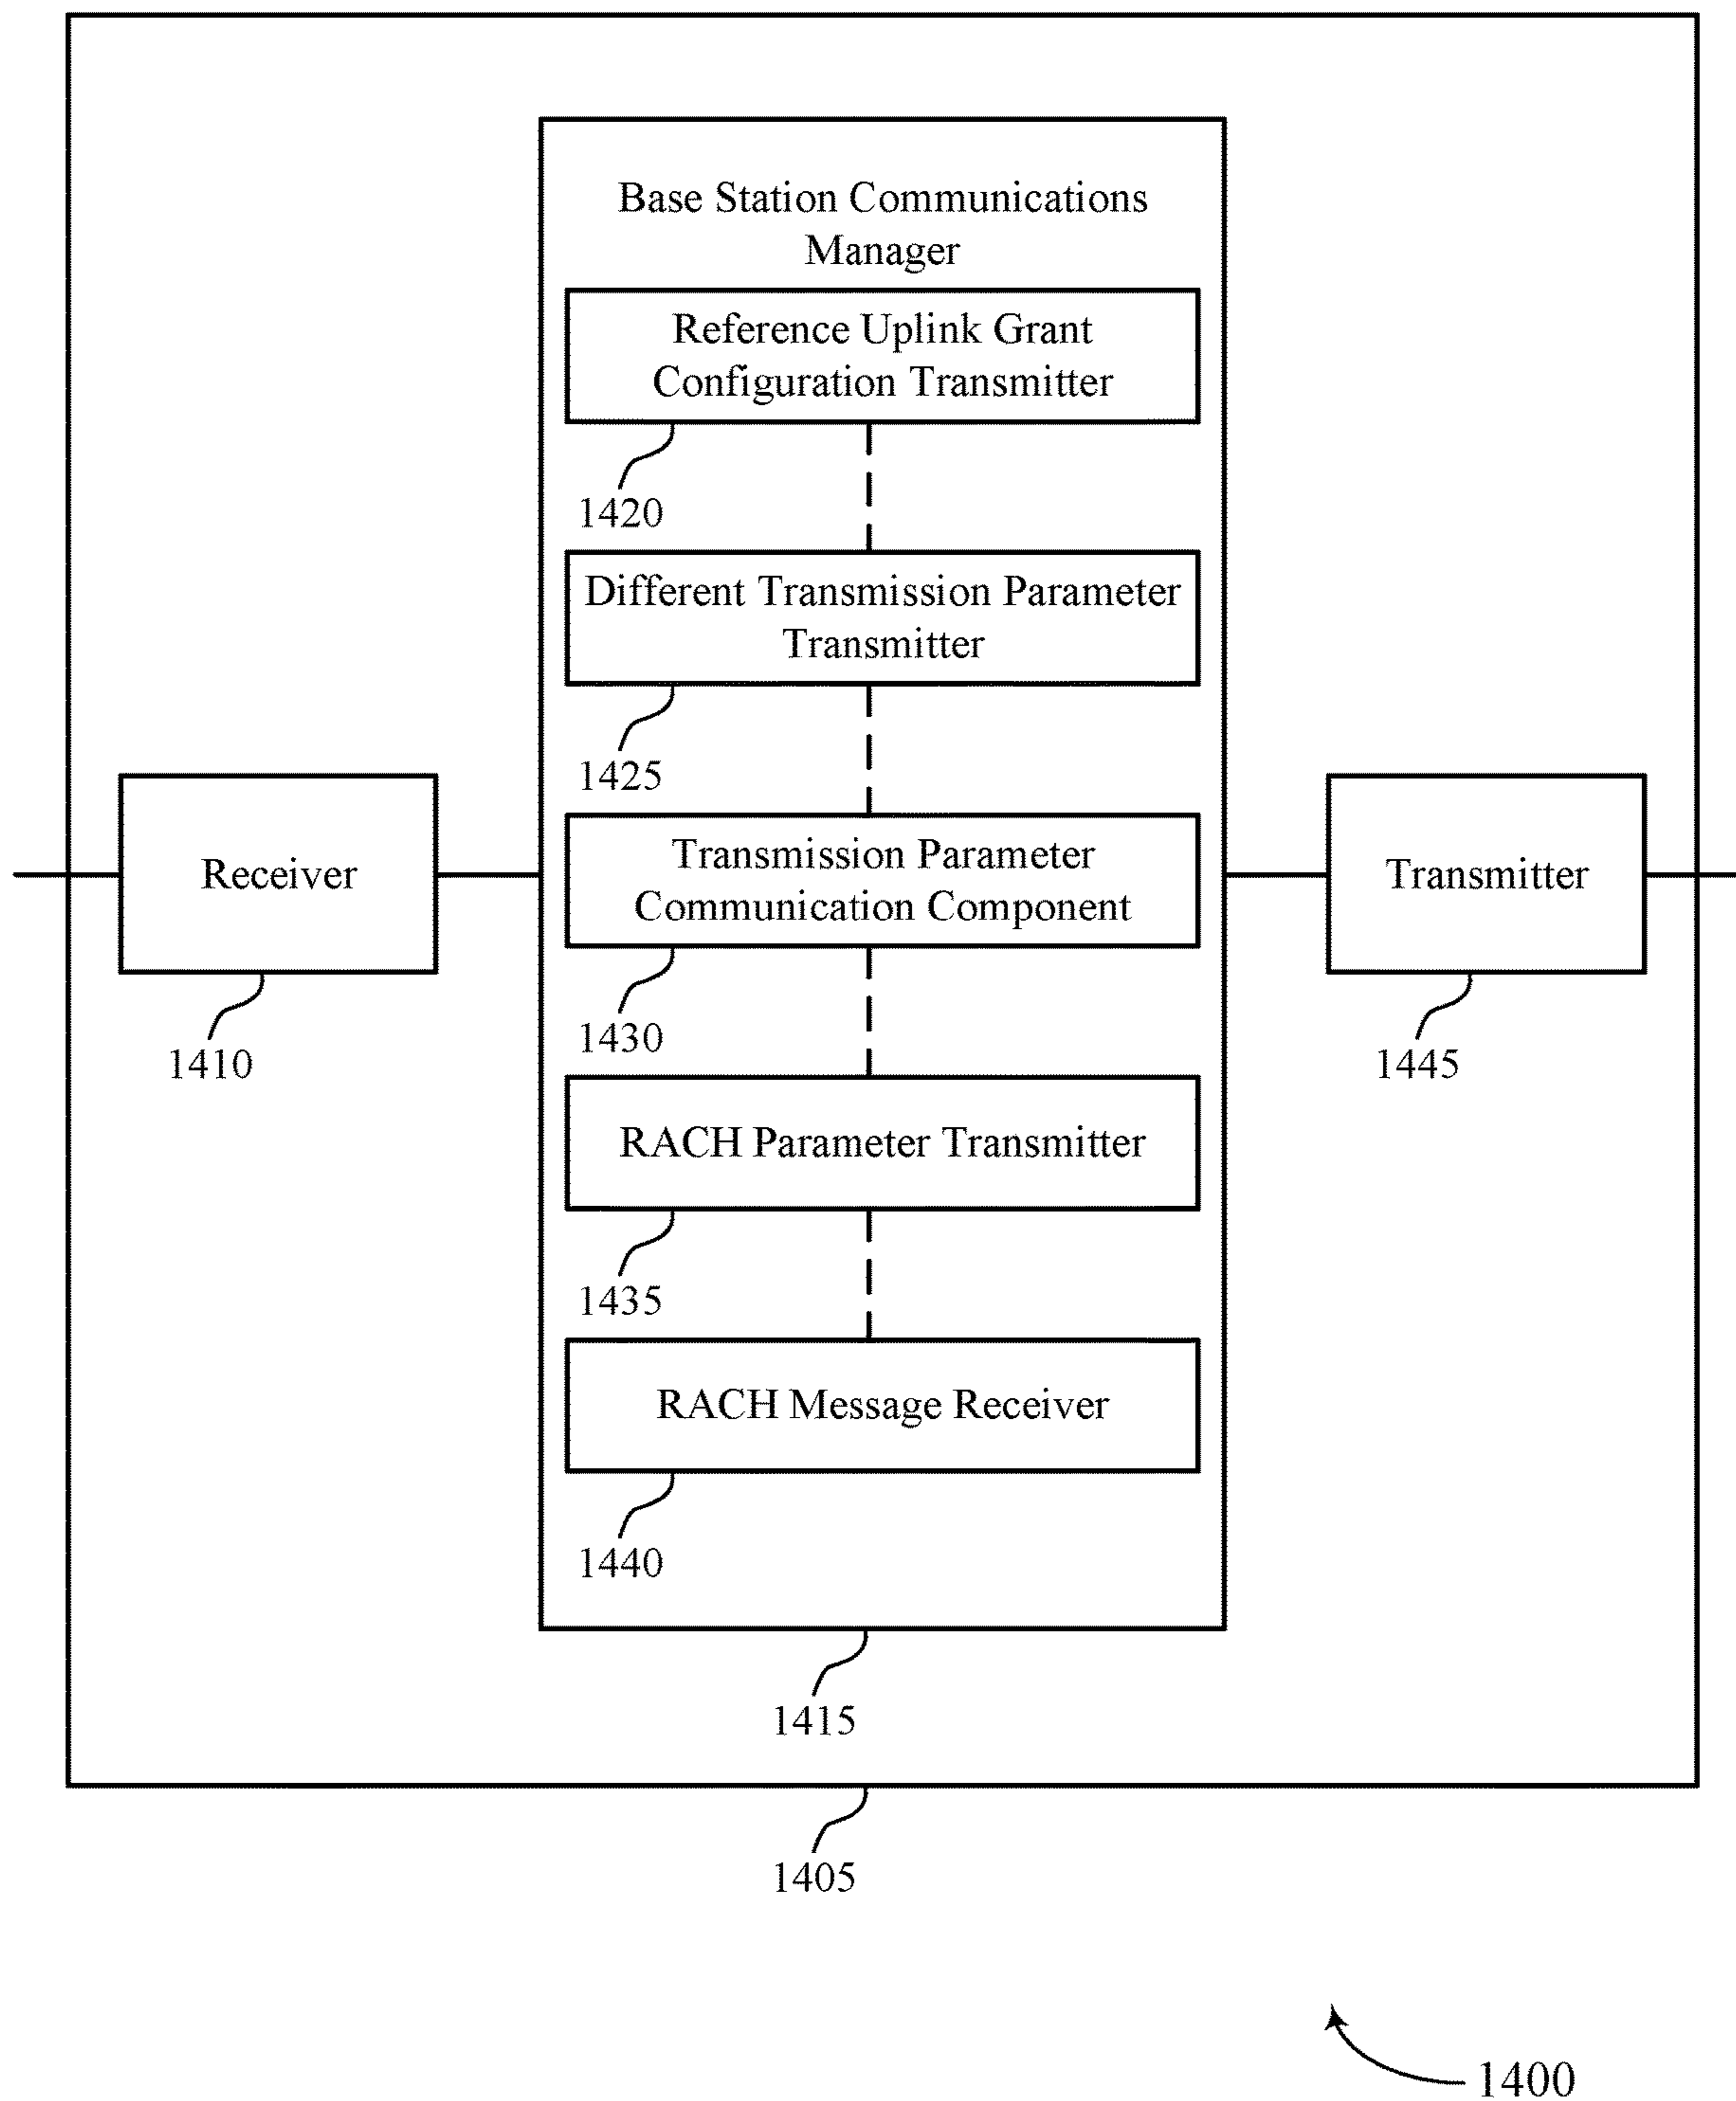 Base Station Communications
Manager
Reference Uplink Grant
Configuration Transmitter
1420
Different Transmission Parameter
Transmitter
1425
Receiver
1410
Transmission Parameter
Communication Component
1430
Transmitter
1445
RACH Parameter Transmitter
1435
RACH Message Receiver
1440
1415
1405
1400